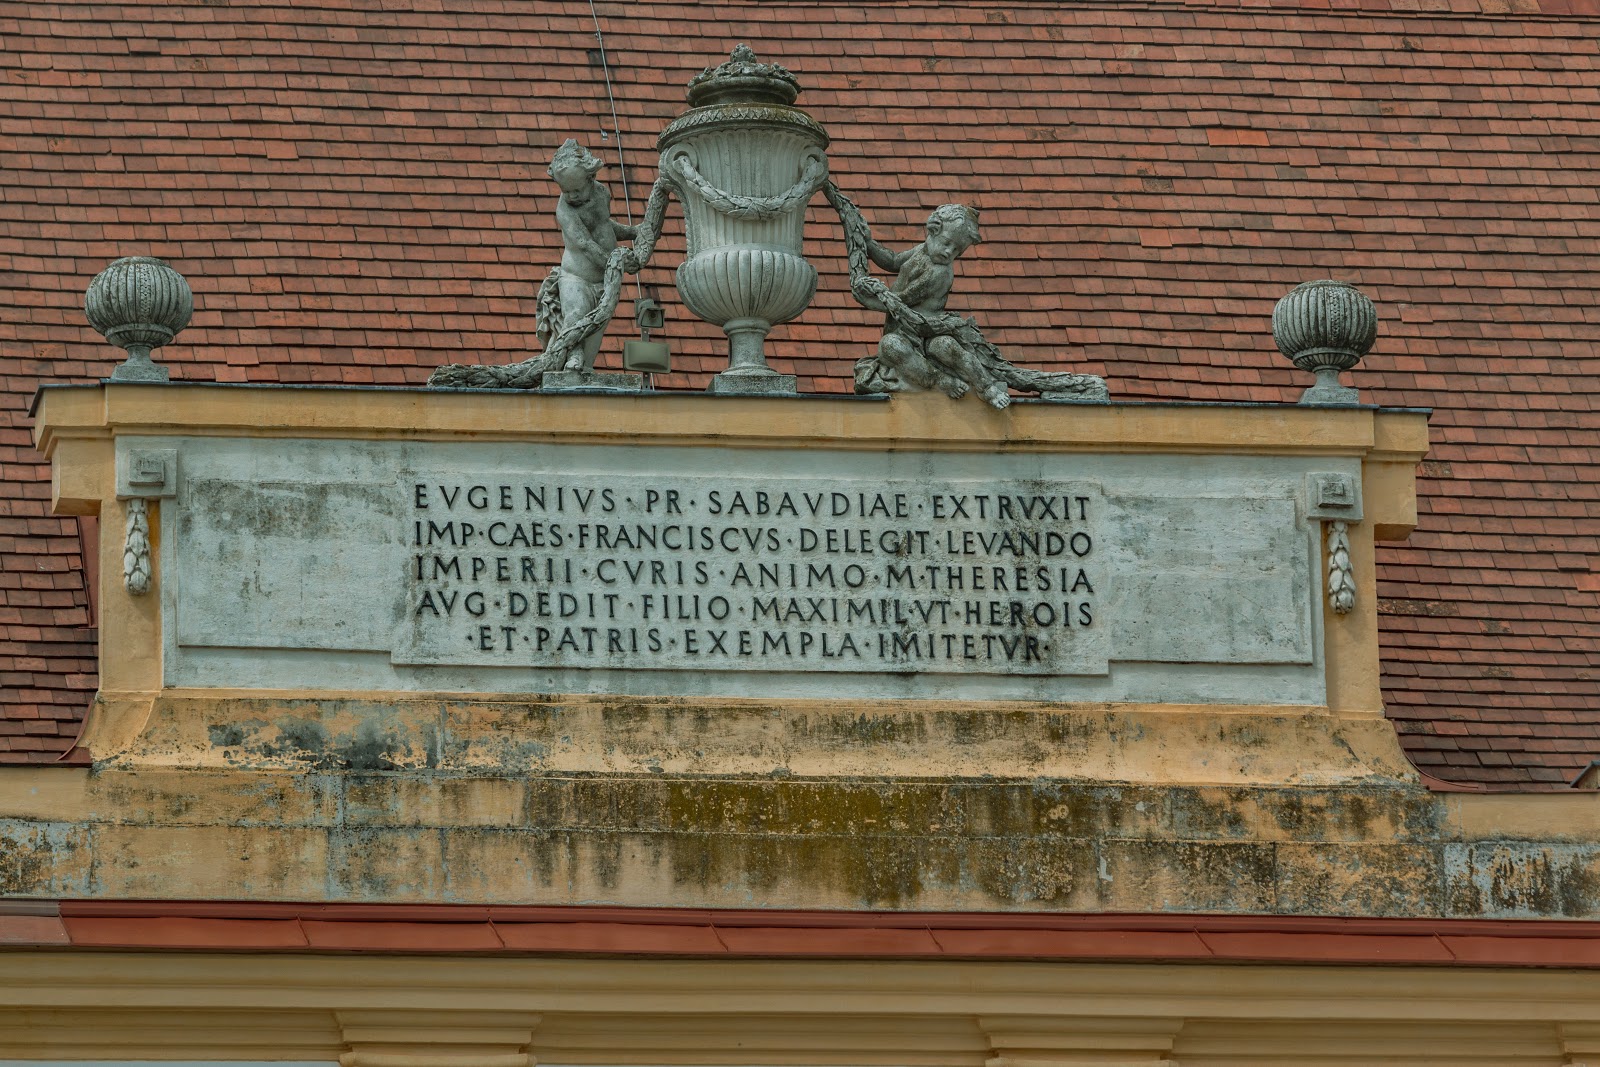 EVGENIVS·PR·SABAVDIAE·EXTRVXIT
IMP·CAES·FRANCISCVS·DELEGIT·LEVANDO
IMPERII·CVRIS·ANIMO·M·THERESIA
AVG·DEDIT·FILIO·MAXIMIL·VT·HEROIS
·ET·PATRIS·EXEMPLA·IMITETVR·